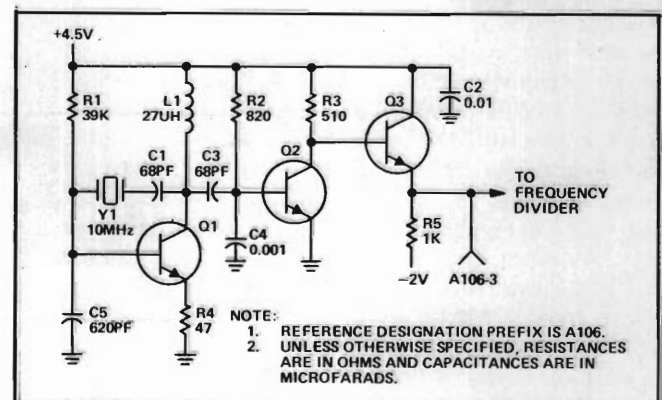 +4.5V
R1
39K
L1
27UH
R2
820
R3
510
Q3
C2
0.01
C1
68PF
C3
68PF
Q2
Y1
10MHz
Q1
C4
0.001
TO
FREQUENCY
DIVIDER
R5
1K
−2V
A106-3
C5
620PF
R4
47
NOTE:
1. REFERENCE DESIGNATION PREFIX IS A106.
2. UNLESS OTHERWISE SPECIFIED, RESISTANCES
ARE IN OHMS AND CAPACITANCES ARE IN
MICROFARADS.